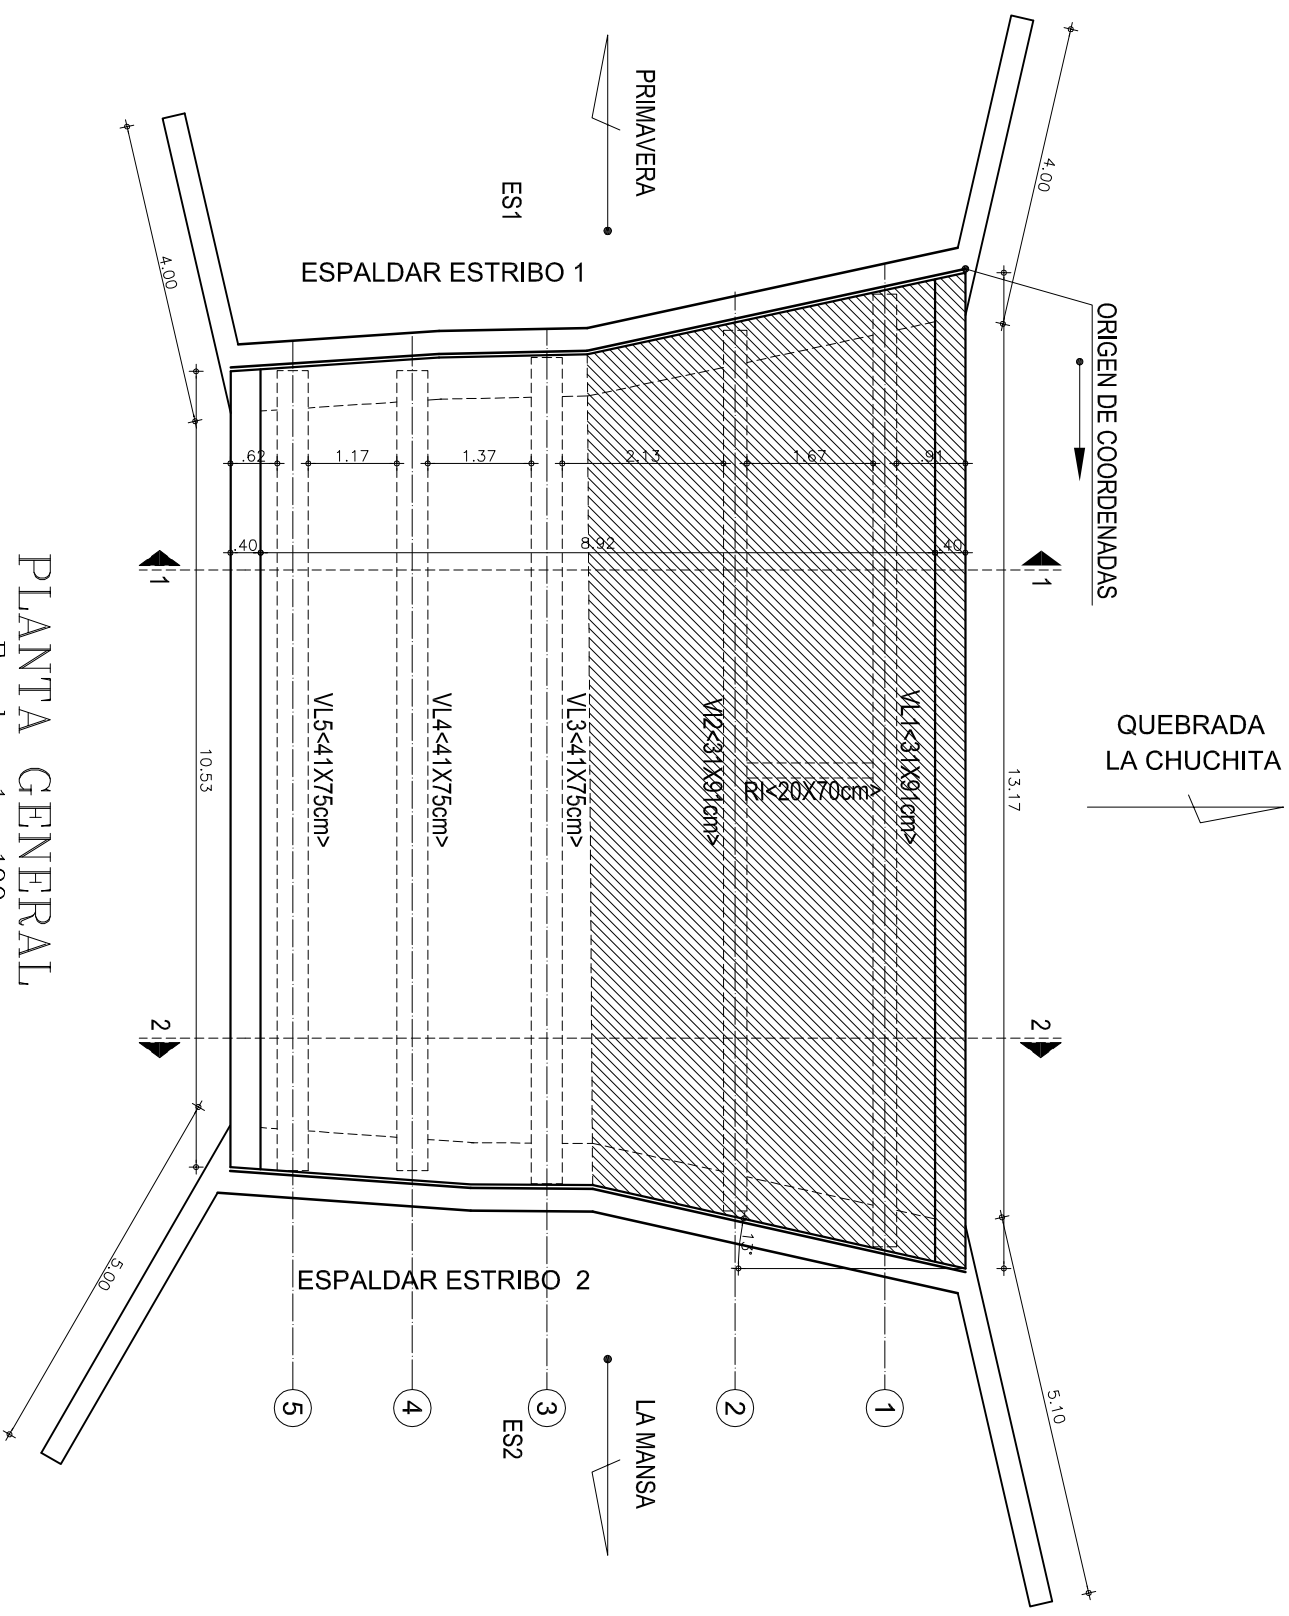 PRIMAVERA
ES1
ESPALDAR ESTRIBO 1
4.00
4.00
ORIGEN DE COORDENADAS
.62
1.17
1.37
2.13
1.67
.91
.40
8.92
.40
1
1
QUEBRADA
LA CHUCHITA
VL5<41X75cm>
VL4<41X75cm>
VL3<41X75cm>
VI2<31X91cm>
RI<20X70cm>
VL1<31X91cm>
10.53
13.17
2
2
13°
ESPALDAR ESTRIBO 2
5.00
5.10
5
4
3
2
1
ES2
LA MANSA
PLANTA GENERAL